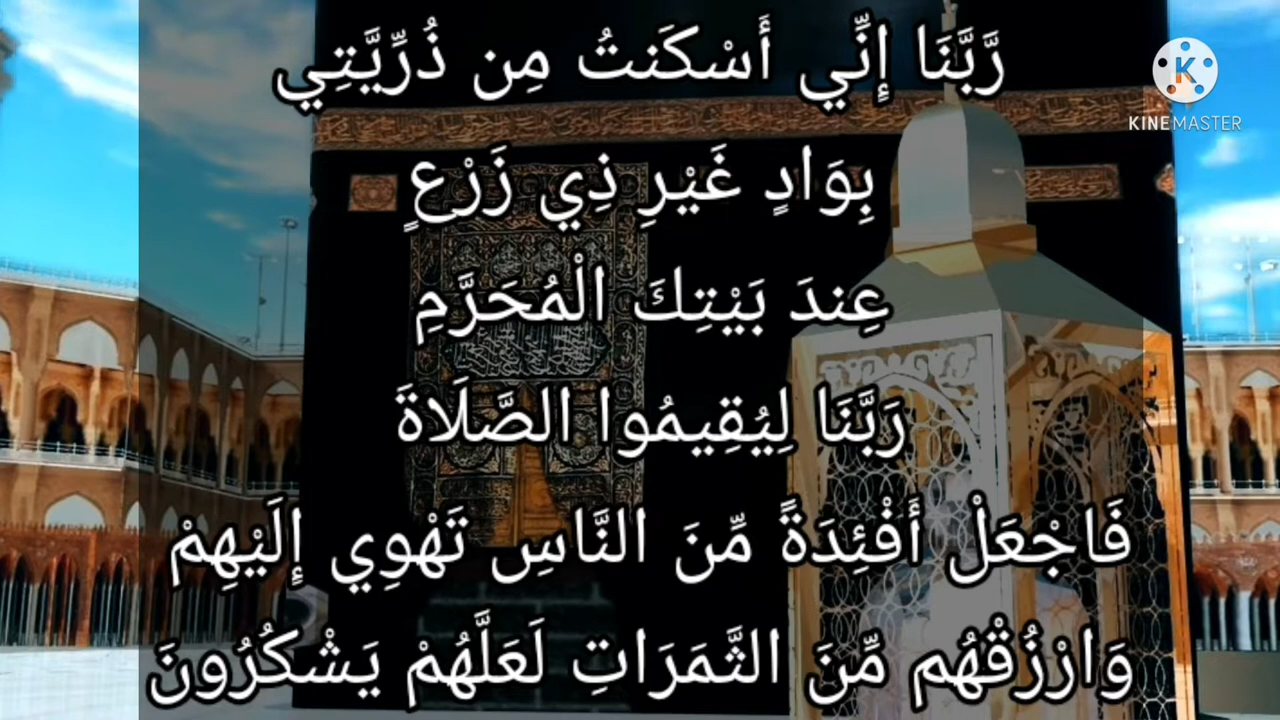 رَّبَّنَا إِنِّي أَسْكَنتُ مِن ذُرِّيَّتِي
بِوَادٍ غَيْرِ ذِي زَرْعٍ
عِندَ بَيْتِكَ الْمُحَرَّمِ
رَبَّنَا لِيُقِيمُوا الصَّلَاةَ
فَاجْعَلْ أَفْئِدَةً مِّنَ النَّاسِ تَهْوِي إِلَيْهِمْ
وَارْزُقْهُم مِّنَ الثَّمَرَاتِ لَعَلَّهُمْ يَشْكُرُونَ
KINEMASTER